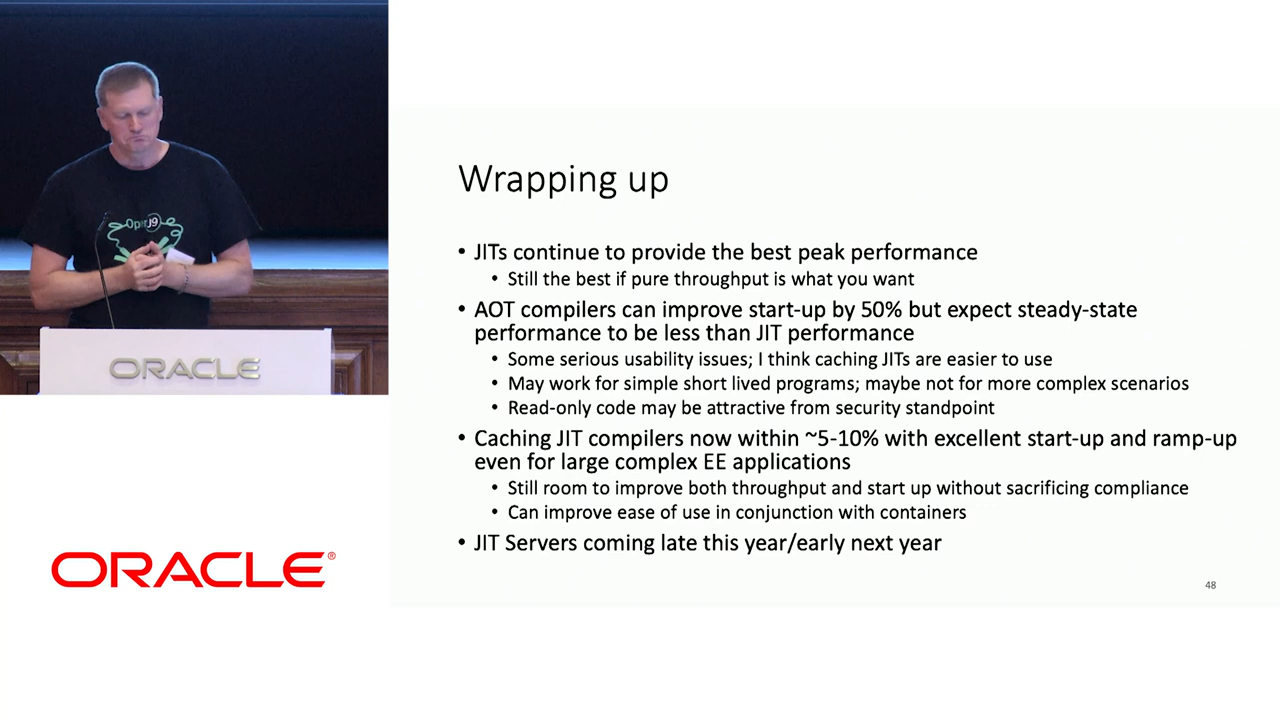 OpenJ9
ORACLE
ORACLE®
Wrapping up
• JITs continue to provide the best peak performance
• Still the best if pure throughput is what you want
• AOT compilers can improve start-up by 50% but expect steady-state
performance to be less than JIT performance
• Some serious usability issues; I think caching JITs are easier to use
• May work for simple short lived programs; maybe not for more complex scenarios
• Read-only code may be attractive from security standpoint
• Caching JIT compilers now within ~5-10% with excellent start-up and ramp-up
even for large complex EE applications
• Still room to improve both throughput and start up without sacrificing compliance
• Can improve ease of use in conjunction with containers
• JIT Servers coming late this year/early next year
48